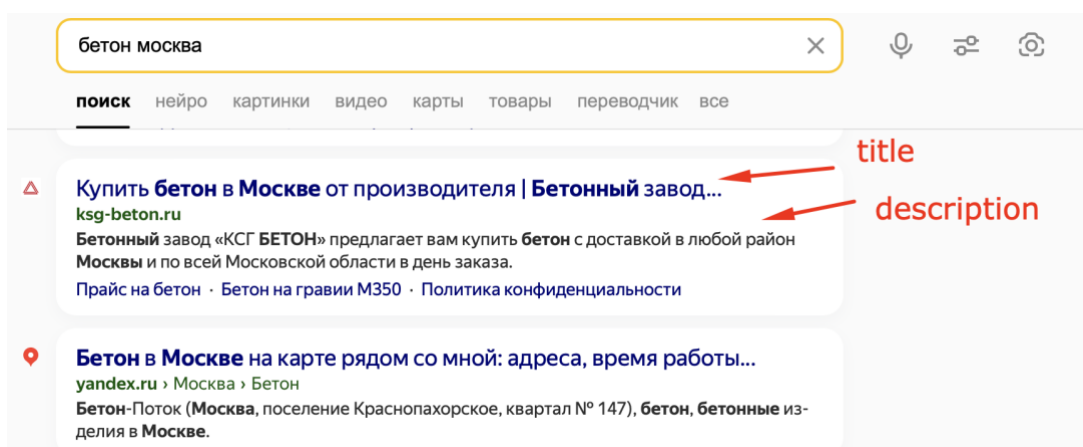 бетон москва
поиск нейро картинки видео карты товары переводчик все
title
Купить бетон в Москве от производителя | Бетонный завод...
description
ksg-beton.ru
Бетонный завод «КСГ БЕТОН» предлагает вам купить бетон с доставкой в любой район
Москвы и по всей Московской области в день заказа.
Прайс на бетон · Бетон на гравии М350 · Политика конфиденциальности
Бетон в Москве на карте рядом со мной: адреса, время работы...
yandex.ru › Москва › Бетон
Бетон-Поток (Москва, поселение Краснопахорское, квартал № 147), бетон, бетонные из-
делия в Москве.